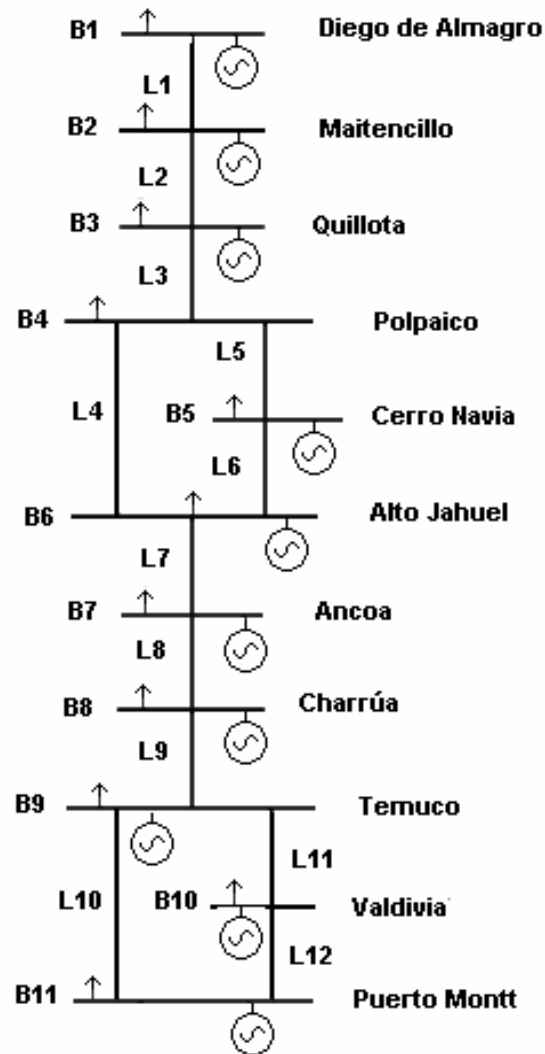 B1 Diego de Almagro
L1
B2 Maitencillo
L2
B3 Quillota
L3
B4 Polpaico
L5
L4 B5 Cerro Navia
L6
B6 Alto Jahuel
L7
B7 Ancoa
L8
B8 Charrúa
L9
B9 Temuco
L11
L10 B10 Valdivia
L12
B11 Puerto Montt